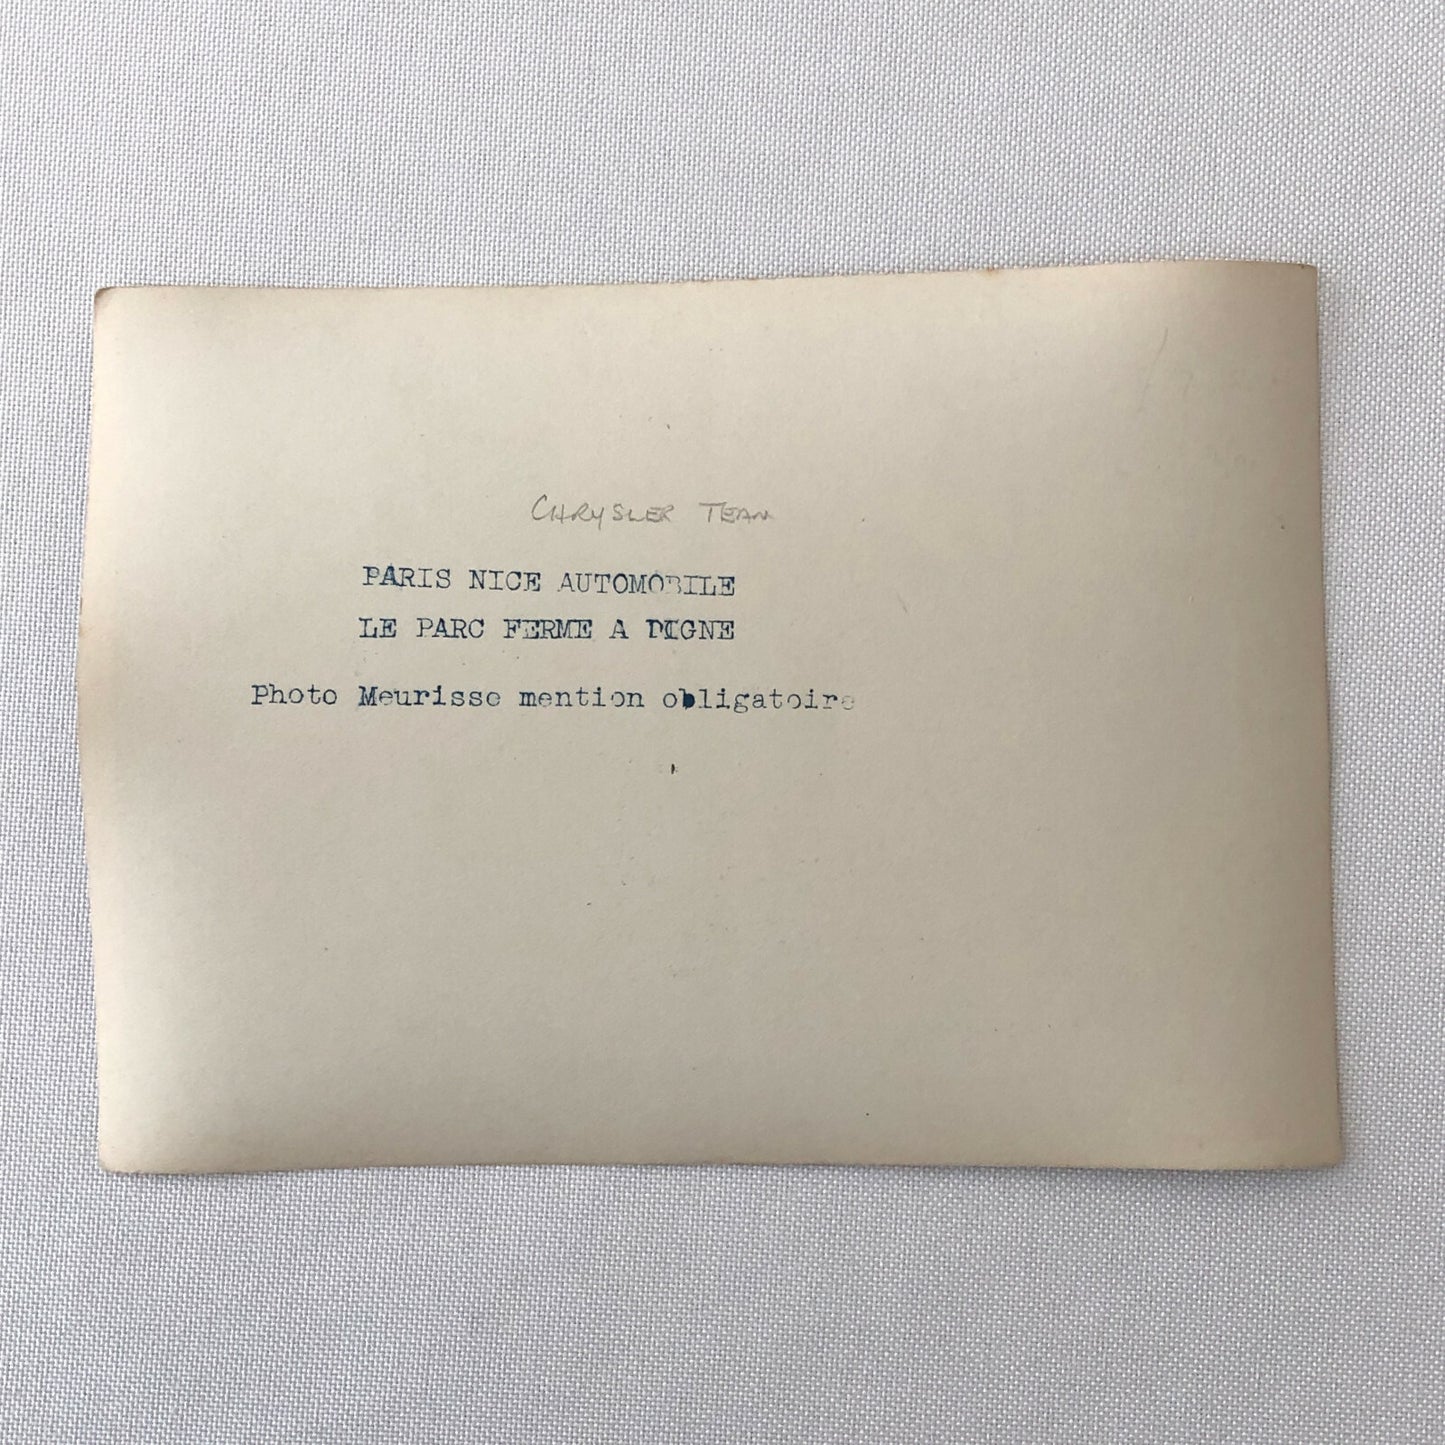 CHRYSLER TEAM
PARIS NICE AUTOMOBILE
LE PARC FERME A DIGNE
Photo Meurisse mention obligatoire